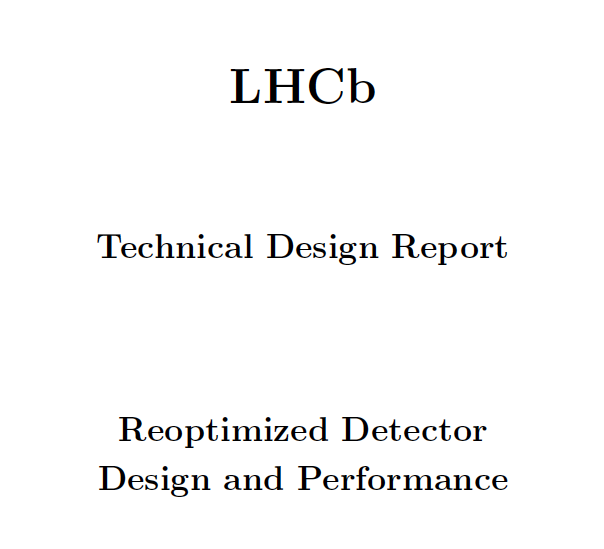 LHCb
Technical Design Report
Reoptimized Detector
Design and Performance